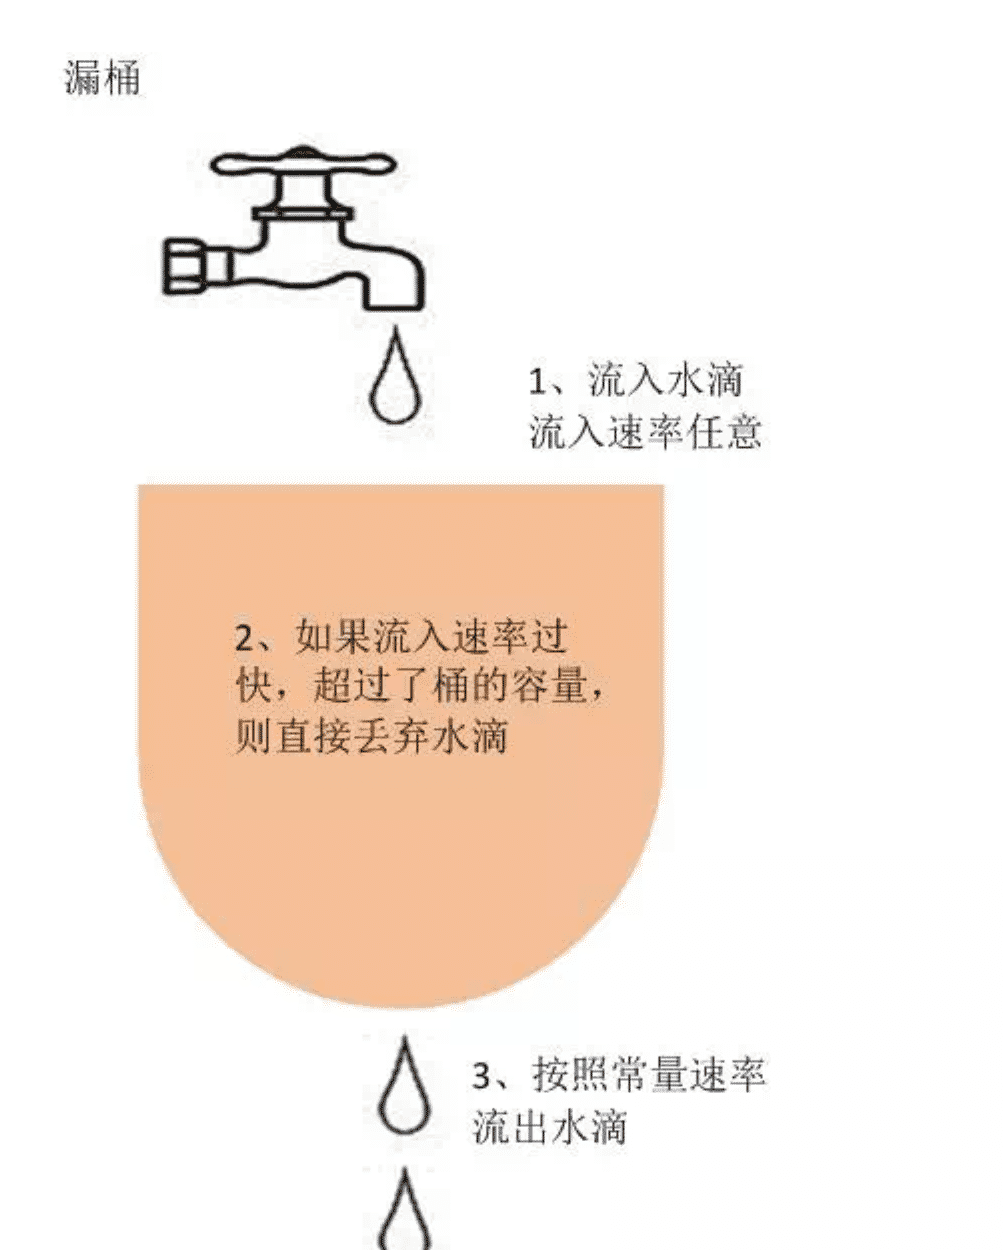 漏桶
1、流入水滴
流入速率任意
2、如果流入速率过
快，超过了桶的容量，
则直接丢弃水滴
3、按照常量速率
流出水滴